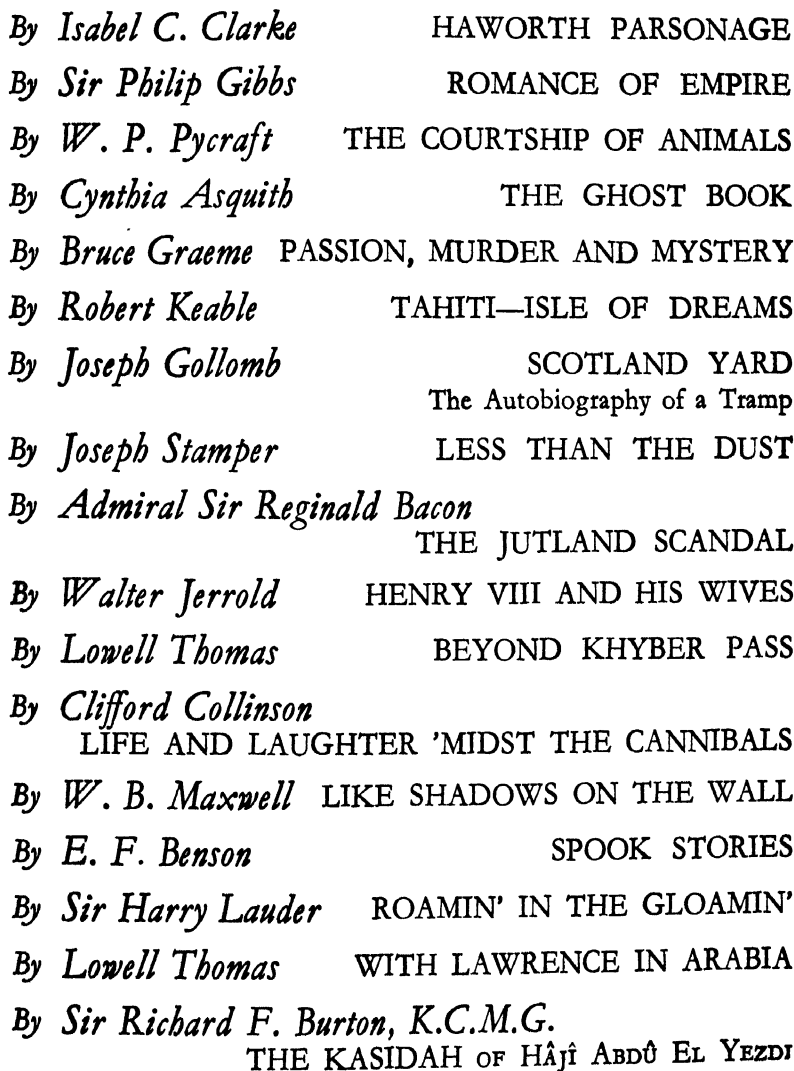 By Isabel C. Clarke HAWORTH PARSONAGE
By Sir Philip Gibbs ROMANCE OF EMPIRE
By W. P. Pycraft THE COURTSHIP OF ANIMALS
By Cynthia Asquith THE GHOST BOOK
By Bruce Graeme PASSION, MURDER AND MYSTERY
By Robert Keable TAHITI—ISLE OF DREAMS
By Joseph Gollomb SCOTLAND YARD
The Autobiography of a Tramp
By Joseph Stamper LESS THAN THE DUST
By Admiral Sir Reginald Bacon
THE JUTLAND SCANDAL
By Walter Jerrold HENRY VIII AND HIS WIVES
By Lowell Thomas BEYOND KHYBER PASS
By Clifford Collinson
LIFE AND LAUGHTER 'MIDST THE CANNIBALS
By W. B. Maxwell LIKE SHADOWS ON THE WALL
By E. F. Benson SPOOK STORIES
By Sir Harry Lauder ROAMIN' IN THE GLOAMIN'
By Lowell Thomas WITH LAWRENCE IN ARABIA
By Sir Richard F. Burton, K.C.M.G.
THE KASIDAH OF HÂJÎ ABDÛ EL YEZDI